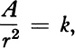 A/r² = k,